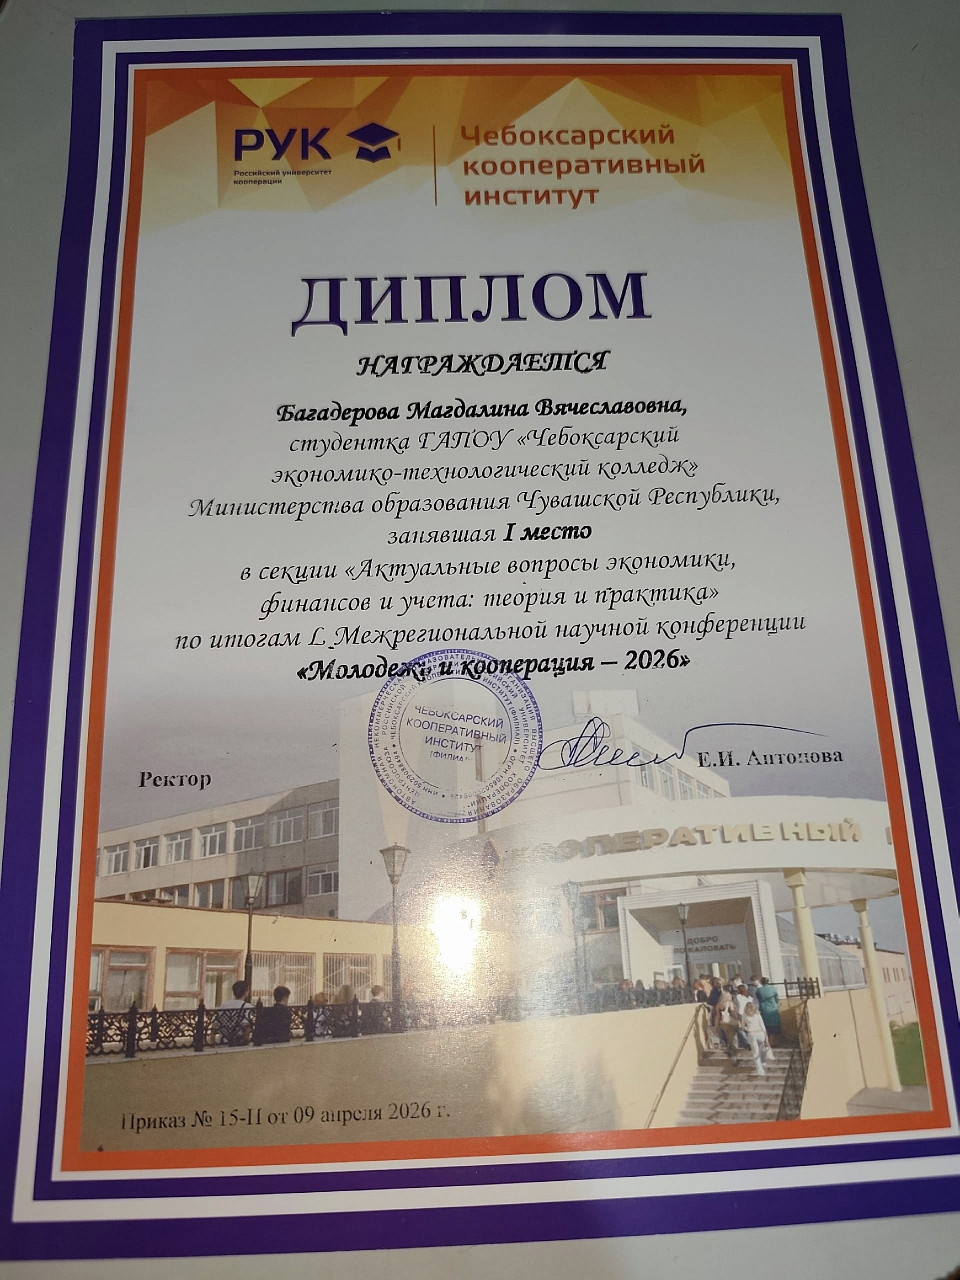 РУК
Российский университет
кооперации
Чебоксарский
кооперативный
институт
ДИПЛОМ
НАГРАЖДАЕТСЯ
Багадерова Магдалина Вячеславовна,
студентка ГАПОУ «Чебоксарский
экономико-технологический колледж»
Министерства образования Чувашской Республики,
занявшая I место
в секции «Актуальные вопросы экономики,
финансов и учета: теория и практика»
по итогам L Межрегиональной научной конференции
«Молодежь и кооперация – 2026»
ЧЕБОКСАРСКИЙ
КООПЕРАТИВНЫЙ
ИНСТИТУТ
(ФИЛИАЛ)
Ректор
Е.И. Антонова
КООПЕРАТИВНЫЙ
ДОБРО
ПОЖАЛОВАТЬ
Приказ № 15-П от 09 апреля 2026 г.